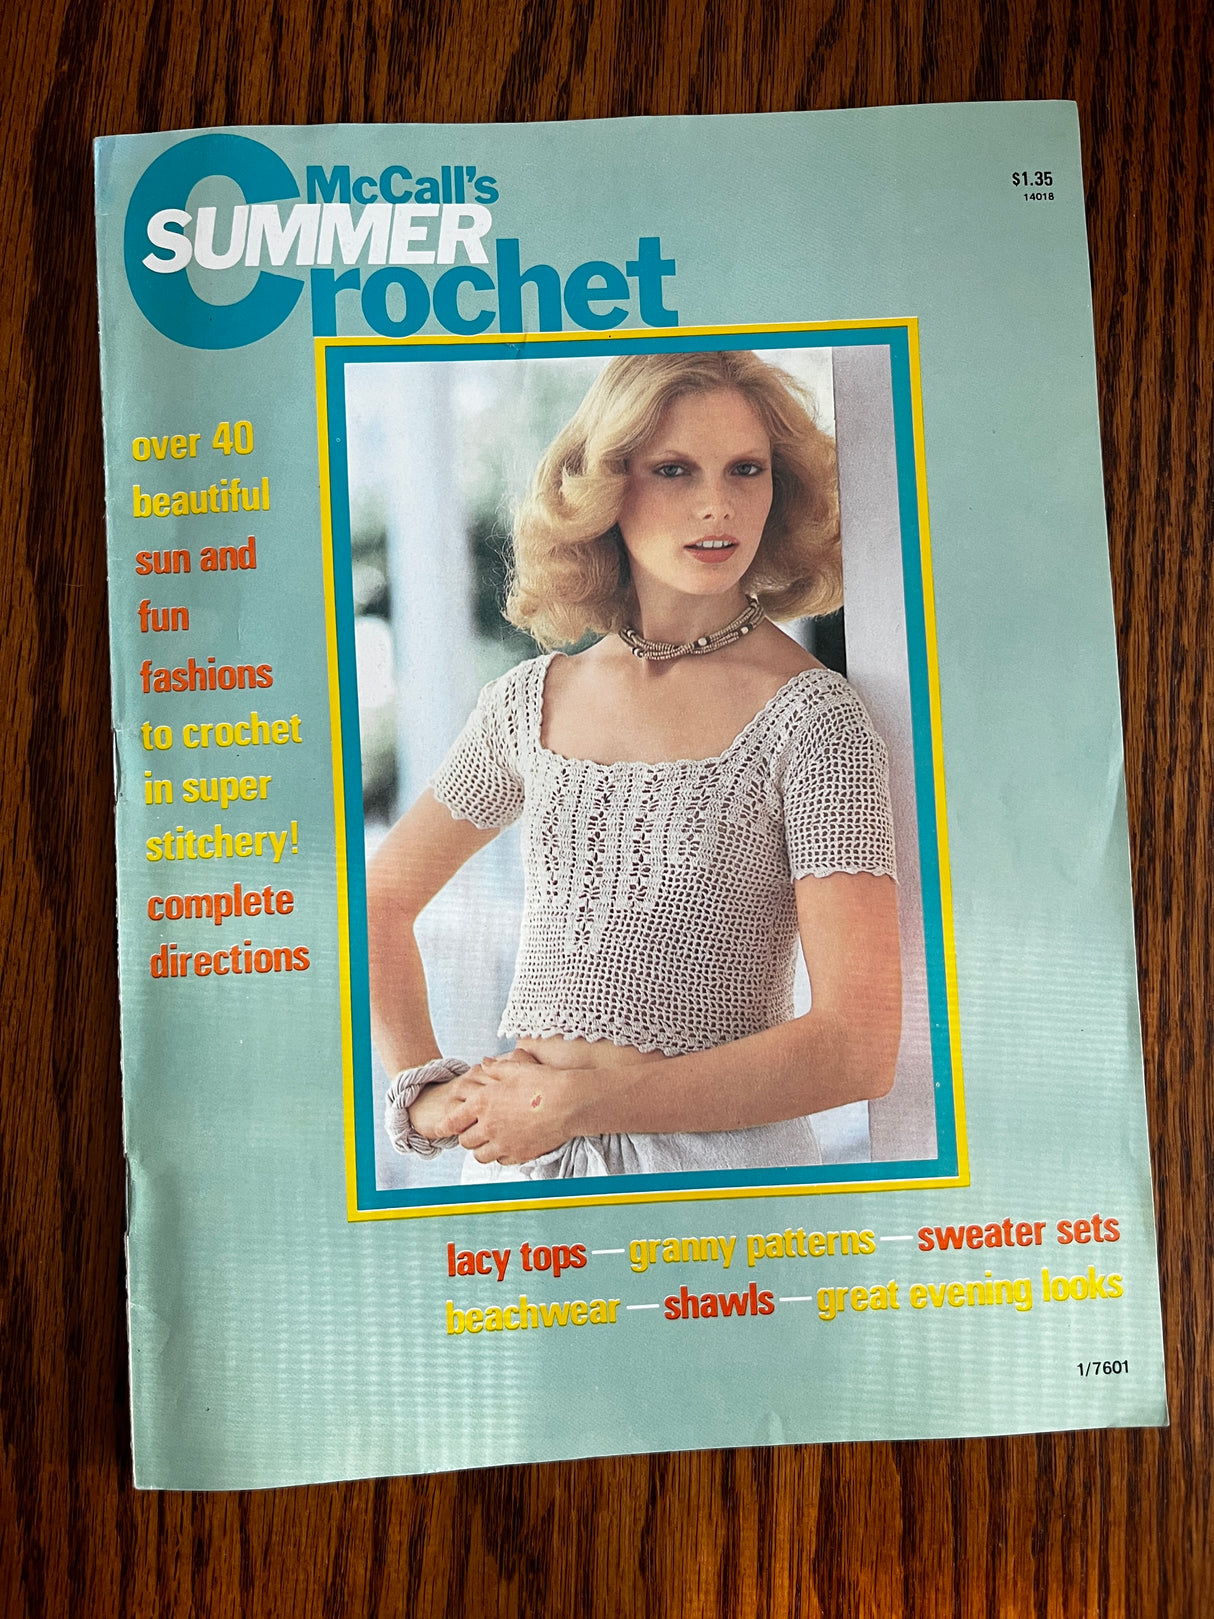 McCall's
SUMMER
Crochet
$1.35
14018
over 40
beautiful
sun and
fun
fashions
to crochet
in super
stitchery!
complete
directions
lacy tops — granny patterns — sweater sets
beachwear — shawls — great evening looks
1/7601